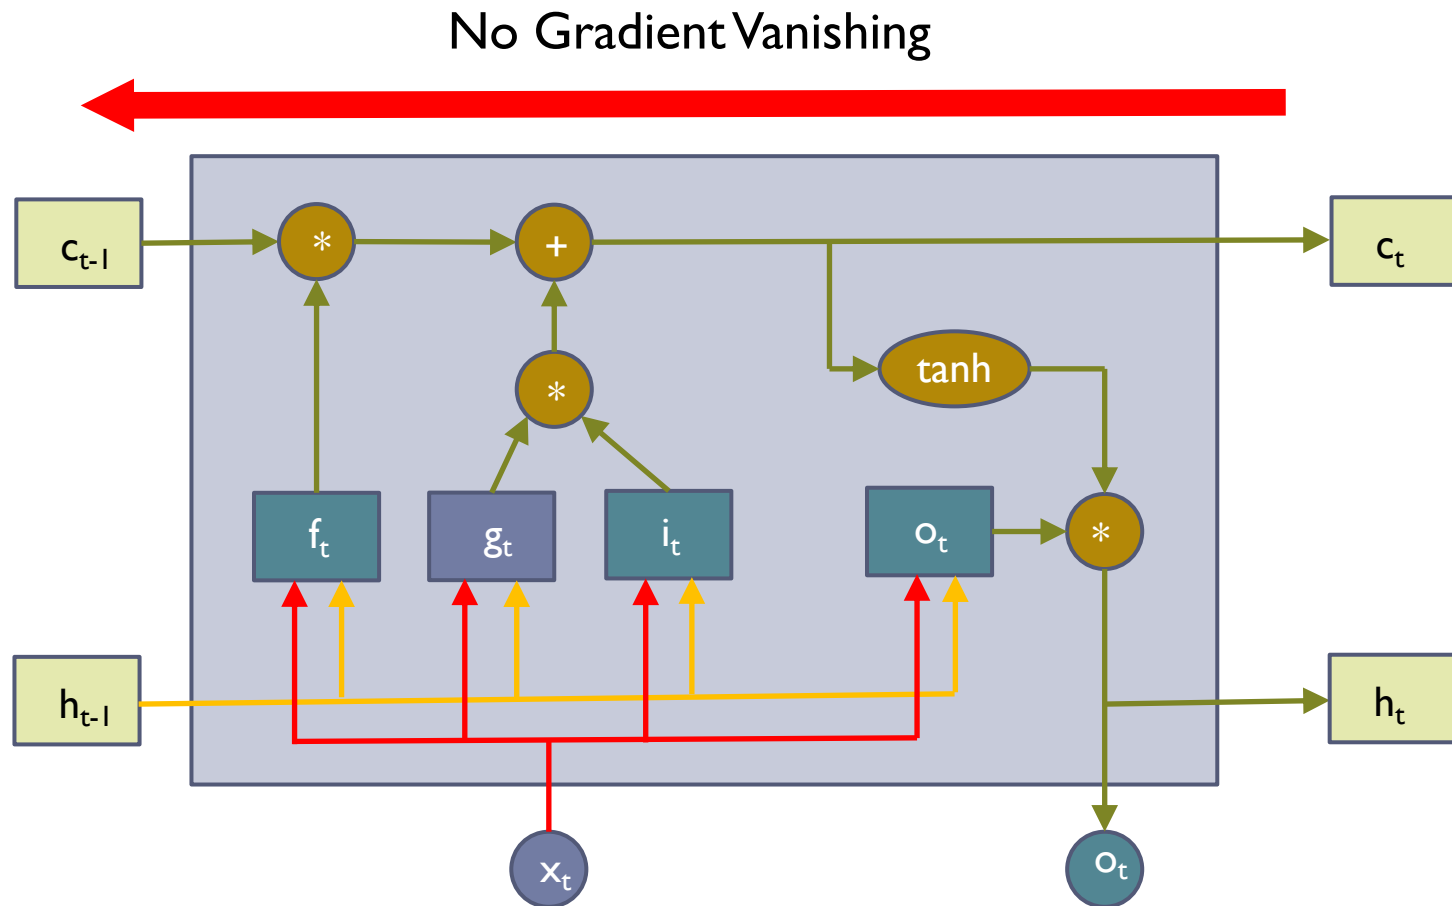 No Gradient Vanishing
c_{t-1}
*
+
c_t
*
tanh
f_t
g_t
i_t
o_t
*
h_{t-1}
h_t
x_t
o_t